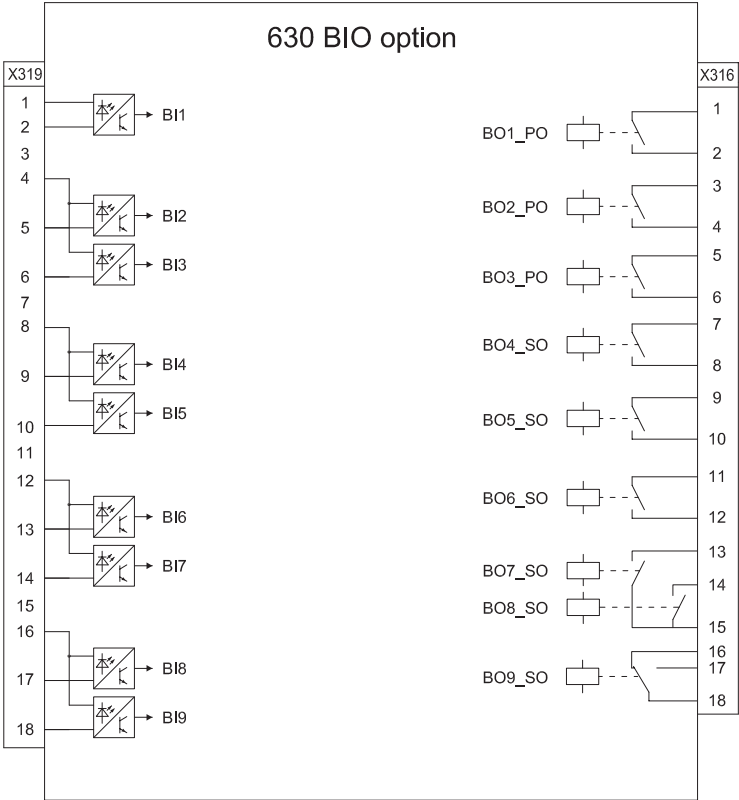 630 BIO option
X319
X316
1
2
3
4
5
6
7
8
9
10
11
12
13
14
15
16
17
18
BI1
BI2
BI3
BI4
BI5
BI6
BI7
BI8
BI9
BO1_PO
BO2_PO
BO3_PO
BO4_SO
BO5_SO
BO6_SO
BO7_SO
BO8_SO
BO9_SO
1
2
3
4
5
6
7
8
9
10
11
12
13
14
15
16
17
18